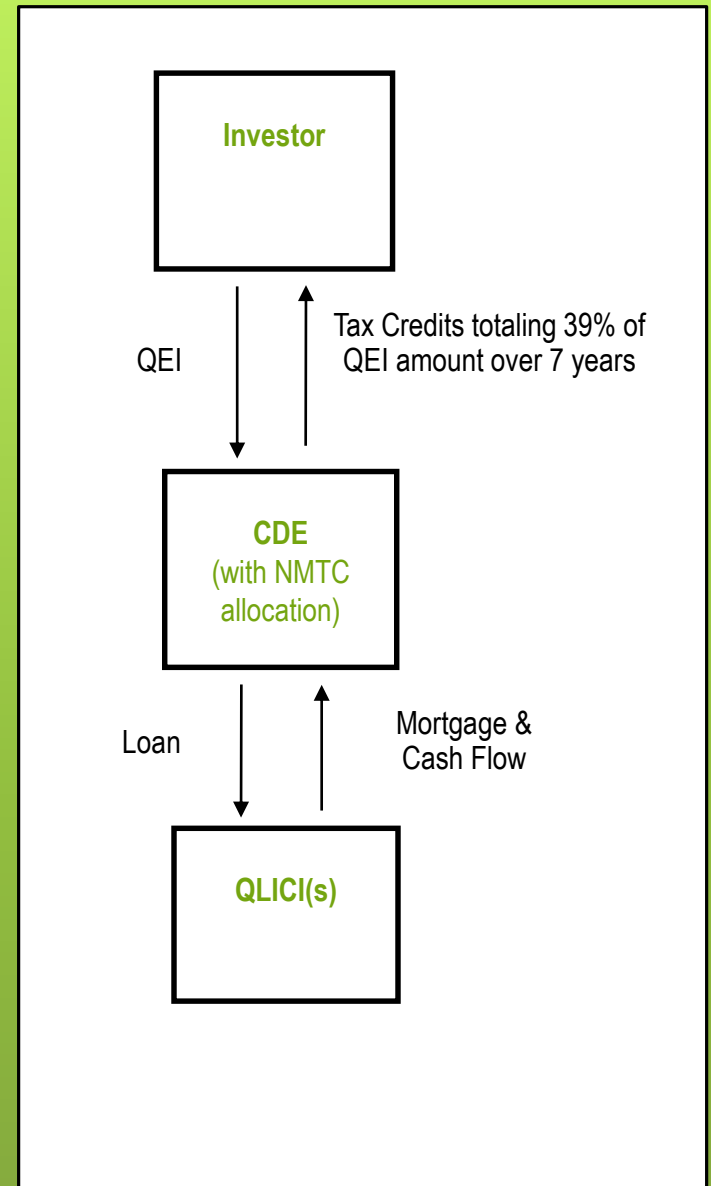 Investor
QEI
Tax Credits totaling 39% of
QEI amount over 7 years
CDE
(with NMTC
allocation)
Loan
Mortgage &
Cash Flow
QLICI(s)